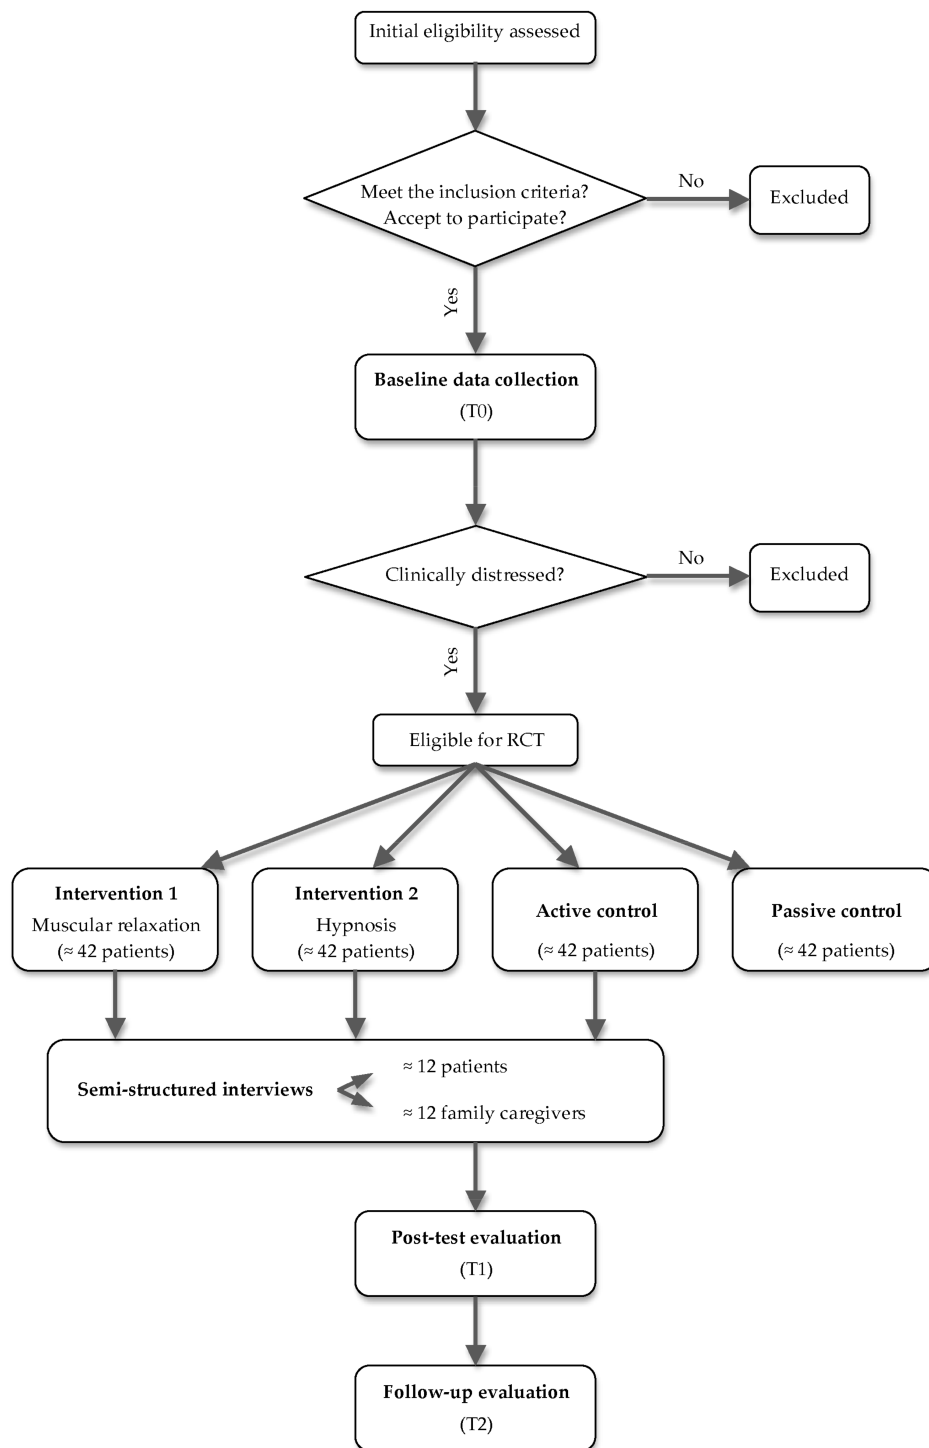 Initial eligibility assessed
Meet the inclusion criteria?
Accept to participate?
No
Excluded
Yes
Baseline data collection
(T0)
Clinically distressed?
No
Excluded
Yes
Eligible for RCT
Intervention 1
Muscular relaxation
(≈ 42 patients)
Intervention 2
Hypnosis
(≈ 42 patients)
Active control
(≈ 42 patients)
Passive control
(≈ 42 patients)
Semi-structured interviews
≈ 12 patients
≈ 12 family caregivers
Post-test evaluation
(T1)
Follow-up evaluation
(T2)